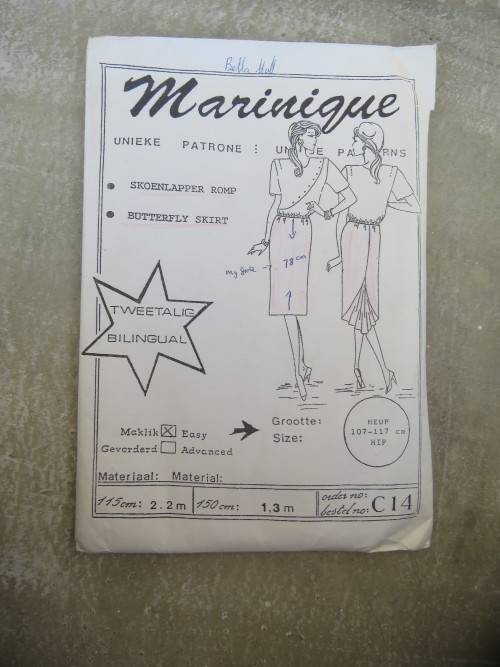 Bella Hall
Marinique
UNIEKE PATRONE : UNIQUE PATTERNS
SKOENLAPPER ROMP
BUTTERFLY SKIRT
78 cm
TWEETALIG
BILINGUAL
Maklik Easy
Gevorderd Advanced
Grootte:
Size:
HEUP
107-117 cm
HIP
Materiaal: Material:
115cm: 2.2m 150cm: 1.3m
order no:
bestel no: C14